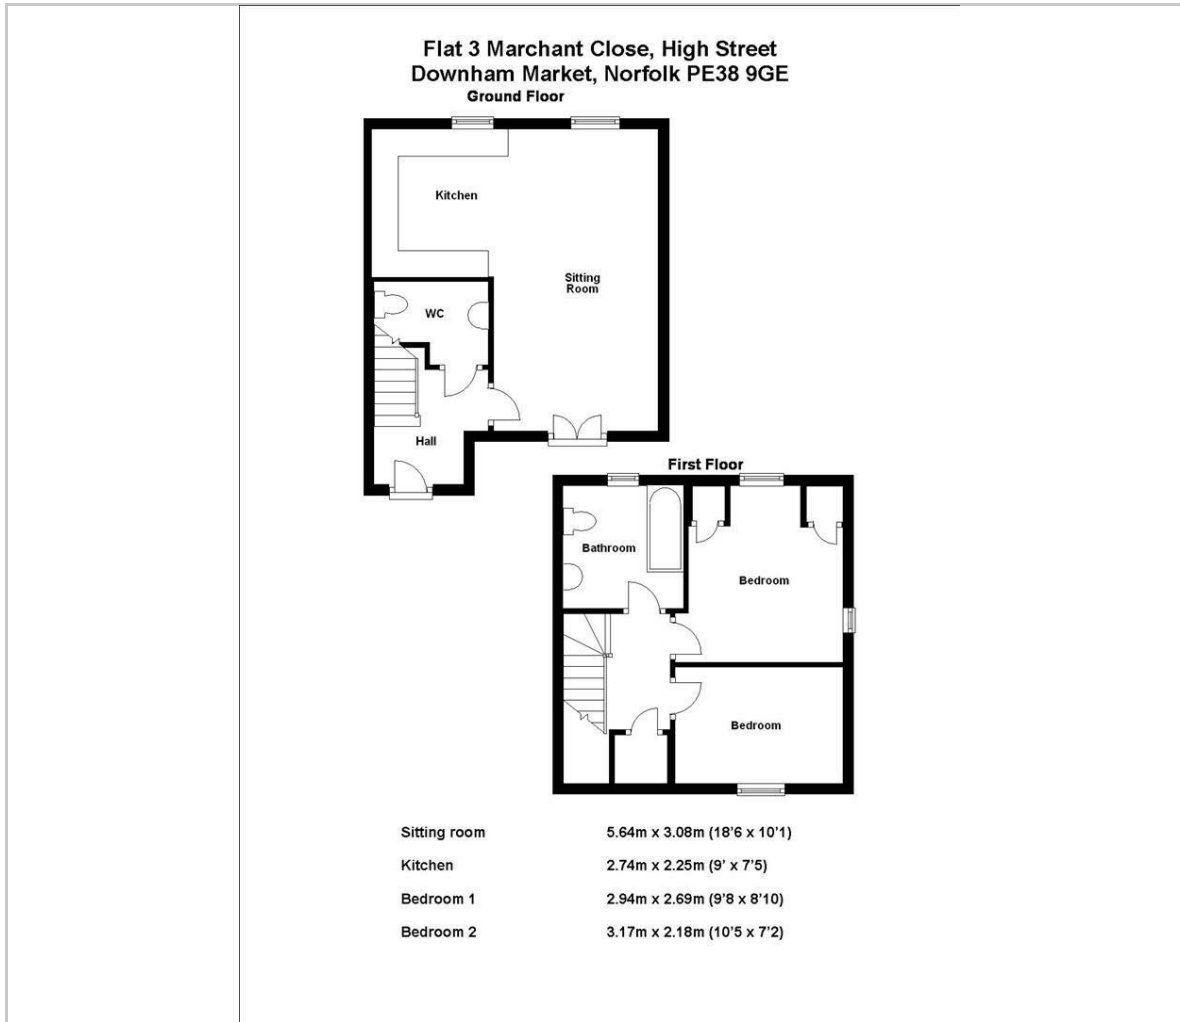 Flat 3 Marchant Close, High Street
Downham Market, Norfolk PE38 9GE
Ground Floor
Kitchen
Sitting
Room
WC
Hall
First Floor
Bathroom
Bedroom
Bedroom
Sitting room 5.64m x 3.08m (18'6 x 10'1)
Kitchen 2.74m x 2.25m (9' x 7'5)
Bedroom 1 2.94m x 2.69m (9'8 x 8'10)
Bedroom 2 3.17m x 2.18m (10'5 x 7'2)